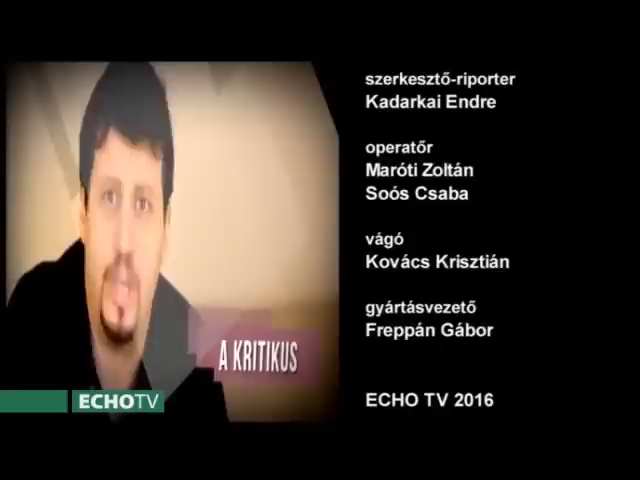 szerkesztő-riporter
Kadarkai Endre
operatőr
Maróti Zoltán
Soós Csaba
vágó
Kovács Krisztián
gyártásvezető
Freppán Gábor
ECHO TV 2016
A KRITIKUS
ECHOTV